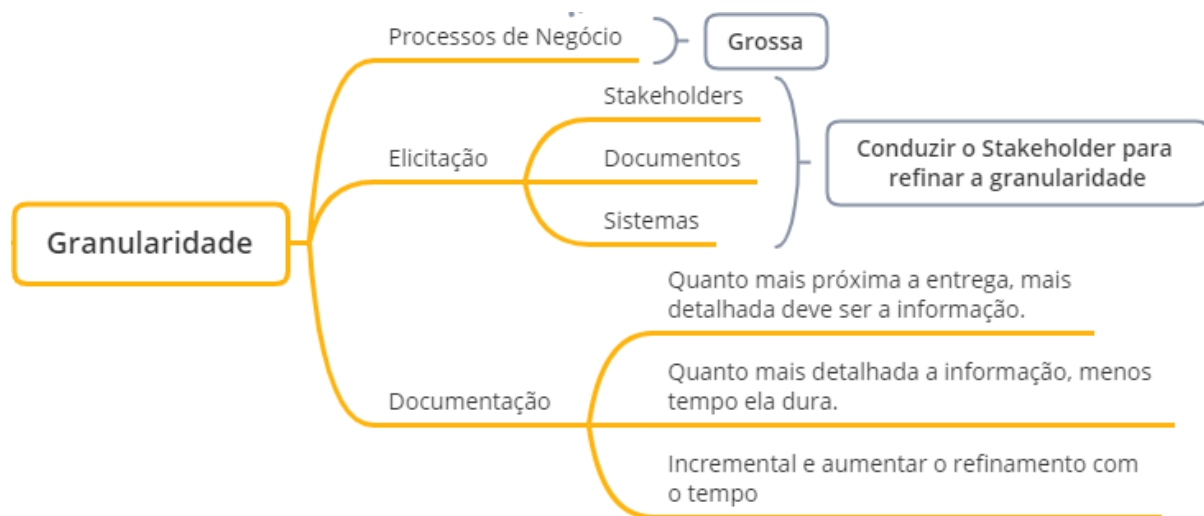 Processos de Negócio
Grossa
Stakeholders
Elicitação
Documentos
Conduzir o Stakeholder para
refinar a granularidade
Sistemas
Granularidade
Quanto mais próxima a entrega, mais
detalhada deve ser a informação.
Documentação
Quanto mais detalhada a informação, menos
tempo ela dura.
Incremental e aumentar o refinamento com
o tempo